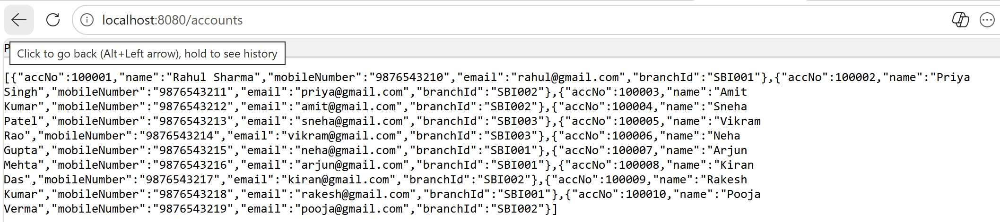 localhost:8080/accounts
P
Click to go back (Alt+Left arrow), hold to see history
[{"accNo":100001,"name":"Rahul Sharma","mobileNumber":"9876543210","email":"rahul@gmail.com","branchId":"SBI001"},{"accNo":100002,"name":"Priya
Singh","mobileNumber":"9876543211","email":"priya@gmail.com","branchId":"SBI002"},{"accNo":100003,"name":"Amit
Kumar","mobileNumber":"9876543212","email":"amit@gmail.com","branchId":"SBI002"},{"accNo":100004,"name":"Sneha
Patel","mobileNumber":"9876543213","email":"sneha@gmail.com","branchId":"SBI003"},{"accNo":100005,"name":"Vikram
Rao","mobileNumber":"9876543214","email":"vikram@gmail.com","branchId":"SBI003"},{"accNo":100006,"name":"Neha
Gupta","mobileNumber":"9876543215","email":"neha@gmail.com","branchId":"SBI001"},{"accNo":100007,"name":"Arjun
Mehta","mobileNumber":"9876543216","email":"arjun@gmail.com","branchId":"SBI001"},{"accNo":100008,"name":"Kiran
Das","mobileNumber":"9876543217","email":"kiran@gmail.com","branchId":"SBI002"},{"accNo":100009,"name":"Rakesh
Kumar","mobileNumber":"9876543218","email":"rakesh@gmail.com","branchId":"SBI001"},{"accNo":100010,"name":"Pooja
Verma","mobileNumber":"9876543219","email":"pooja@gmail.com","branchId":"SBI002"}]